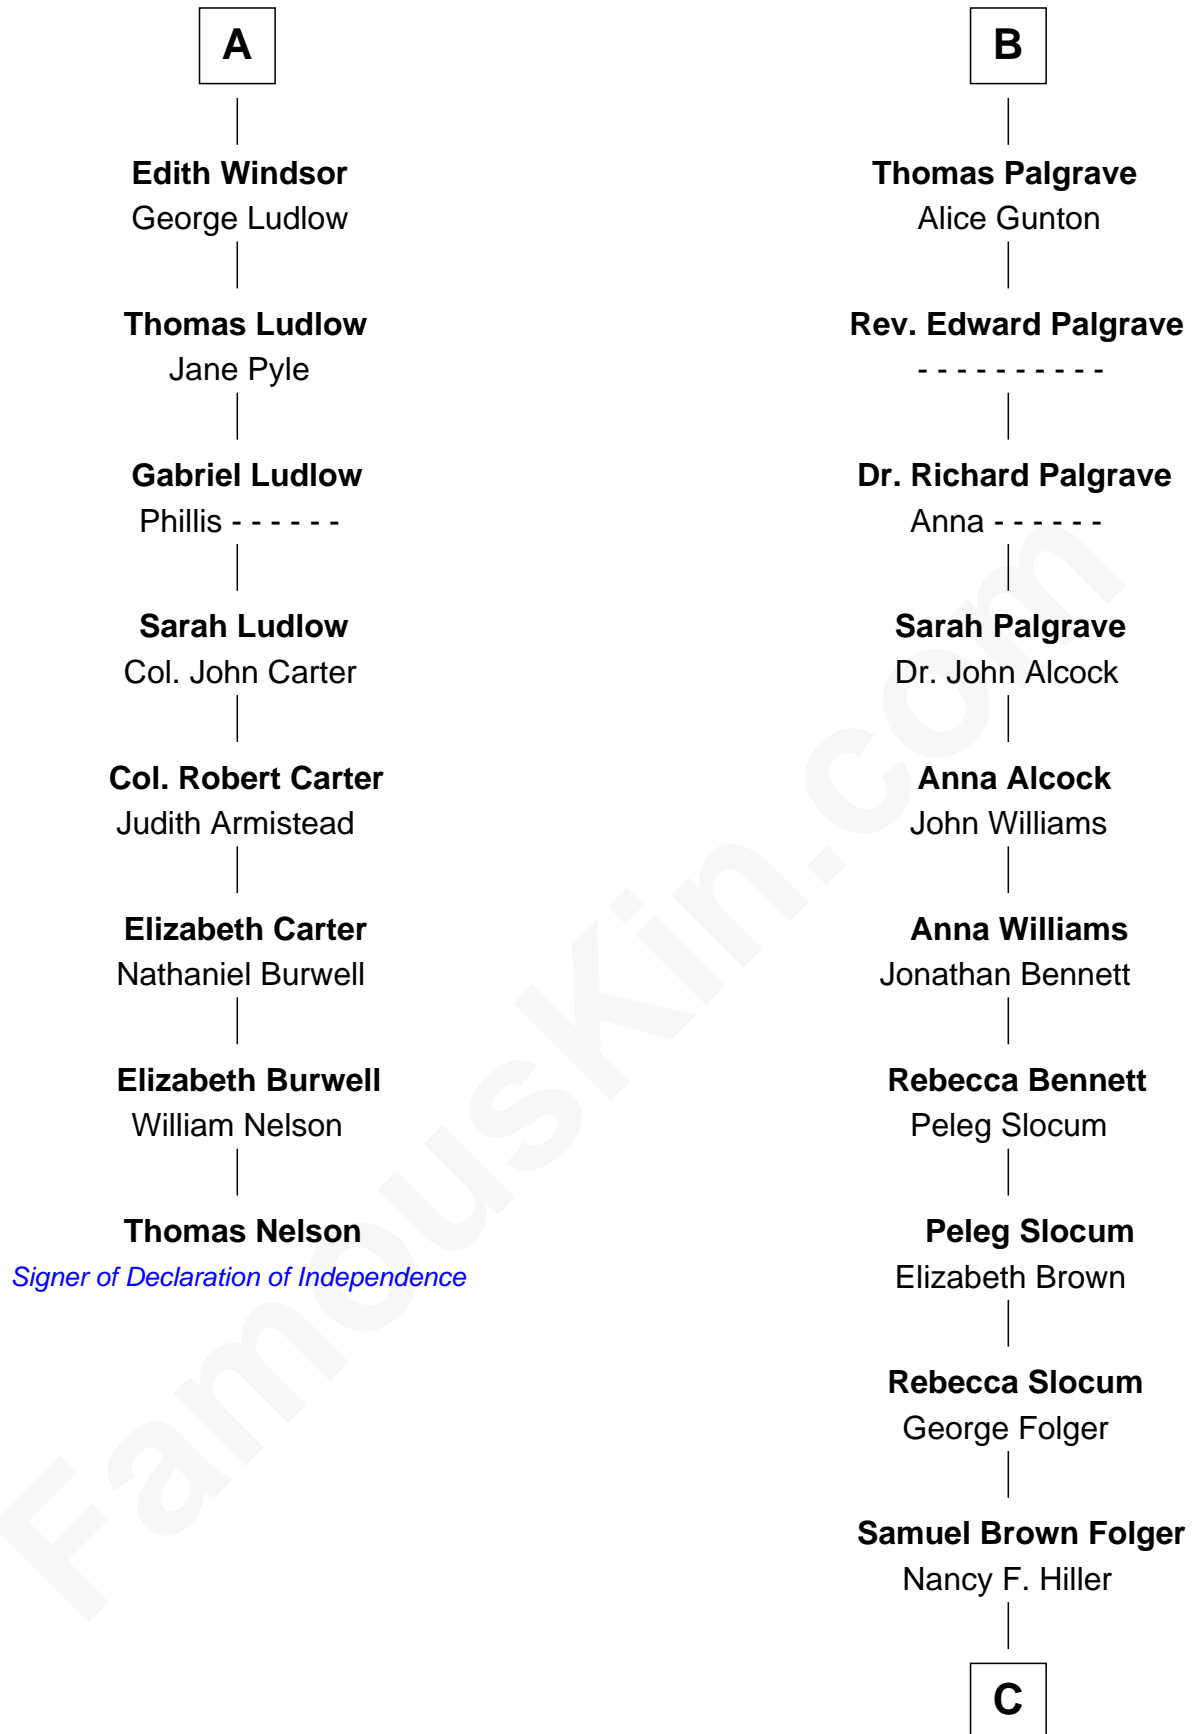 A
Edith Windsor
George Ludlow
Thomas Ludlow
Jane Pyle
Gabriel Ludlow
Phillis - - - - - -
Sarah Ludlow
Col. John Carter
Col. Robert Carter
Judith Armistead
Elizabeth Carter
Nathaniel Burwell
Elizabeth Burwell
William Nelson
Thomas Nelson
Signer of Declaration of Independence
B
Thomas Palgrave
Alice Gunton
Rev. Edward Palgrave
- - - - - - - - - -
Dr. Richard Palgrave
Anna - - - - - -
Sarah Palgrave
Dr. John Alcock
Anna Alcock
John Williams
Anna Williams
Jonathan Bennett
Rebecca Bennett
Peleg Slocum
Peleg Slocum
Elizabeth Brown
Rebecca Slocum
George Folger
Samuel Brown Folger
Nancy F. Hiller
C
FamousKin.com